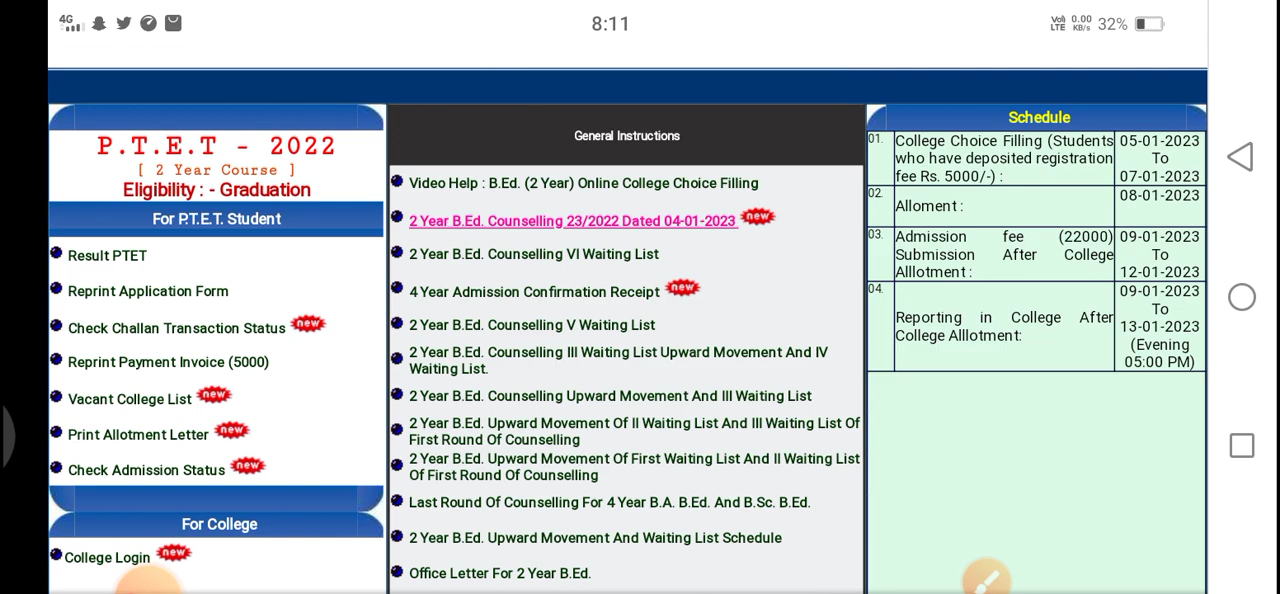 4G
8:11
Vo))
LTE
0.00
KB/s
32%
P.T.E.T - 2022
[ 2 Year Course ]
Eligibility : - Graduation
For P.T.E.T. Student
Result PTET
Reprint Application Form
Check Challan Transaction Status new
Reprint Payment Invoice (5000)
Vacant College List new
Print Allotment Letter new
Check Admission Status new
For College
College Login new
General Instructions
Video Help : B.Ed. (2 Year) Online College Choice Filling
2 Year B.Ed. Counselling 23/2022 Dated 04-01-2023 new
2 Year B.Ed. Counselling VI Waiting List
4 Year Admission Confirmation Receipt new
2 Year B.Ed. Counselling V Waiting List
2 Year B.Ed. Counselling III Waiting List Upward Movement And IV
Waiting List.
2 Year B.Ed. Counselling Upward Movement And III Waiting List
2 Year B.Ed. Upward Movement Of II Waiting List And III Waiting List Of
First Round Of Counselling
2 Year B.Ed. Upward Movement Of First Waiting List And II Waiting List
Of First Round Of Counselling
Last Round Of Counselling For 4 Year B.A. B.Ed. And B.Sc. B.Ed.
2 Year B.Ed. Upward Movement And Waiting List Schedule
Office Letter For 2 Year B.Ed.
Schedule
01. College Choice Filling (Students
who have deposited registration
fee Rs. 5000/-) :
05-01-2023
To
07-01-2023
02. Alloment :
08-01-2023
03. Admission fee (22000)
Submission After College
Alllotment :
09-01-2023
To
12-01-2023
04. Reporting in College After
College Alllotment:
09-01-2023
To
13-01-2023
(Evening
05:00 PM)